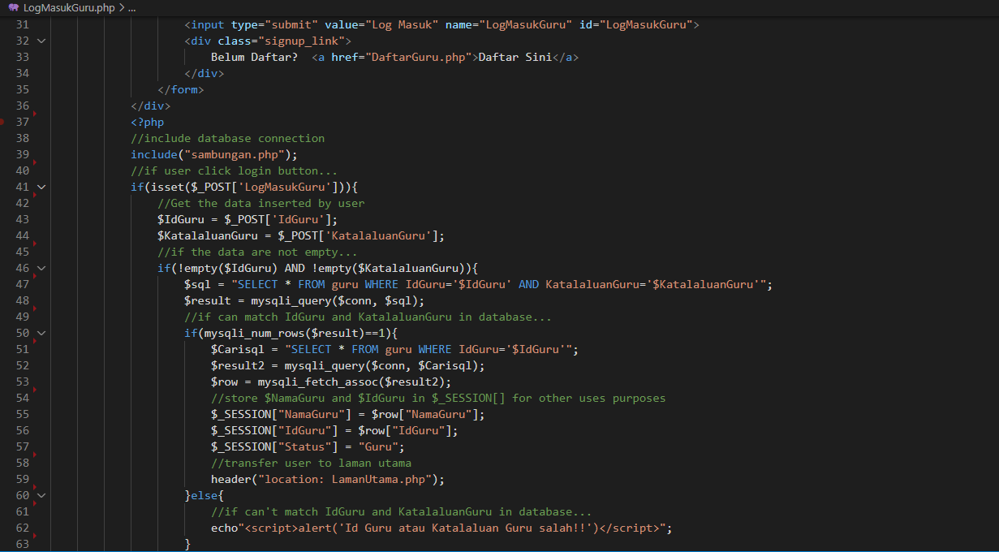 LogMasukGuru.php > ...
31 <input type="submit" value="Log Masuk" name="LogMasukGuru" id="LogMasukGuru">
32 <div class="signup_link">
33 Belum Daftar?  <a href="DaftarGuru.php">Daftar Sini</a>
34 </div>
35 </form>
36 </div>
37 <?php
38 //include database connection
39 include("sambungan.php");
40 //if user click login button...
41 if(isset($_POST['LogMasukGuru'])){
42 //Get the data inserted by user
43 $IdGuru = $_POST['IdGuru'];
44 $KatalaluanGuru = $_POST['KatalaluanGuru'];
45 //if the data are not empty...
46 if(!empty($IdGuru) AND !empty($KatalaluanGuru)){
47 $sql = "SELECT * FROM guru WHERE IdGuru='$IdGuru' AND KatalaluanGuru='$KatalaluanGuru'";
48 $result = mysqli_query($conn, $sql);
49 //if can match IdGuru and KatalaluanGuru in database...
50 if(mysqli_num_rows($result)==1){
51 $Carisql = "SELECT * FROM guru WHERE IdGuru='$IdGuru'";
52 $result2 = mysqli_query($conn, $Carisql);
53 $row = mysqli_fetch_assoc($result2);
54 //store $NamaGuru and $IdGuru in $_SESSION[] for other uses purposes
55 $_SESSION["NamaGuru"] = $row["NamaGuru"];
56 $_SESSION["IdGuru"] = $row["IdGuru"];
57 $_SESSION["Status"] = "Guru";
58 //transfer user to laman utama
59 header("location: LamanUtama.php");
60 }else{
61 //if can't match IdGuru and KatalaluanGuru in database...
62 echo"<script>alert('Id Guru atau Katalaluan Guru salah!!')</script>";
63 }